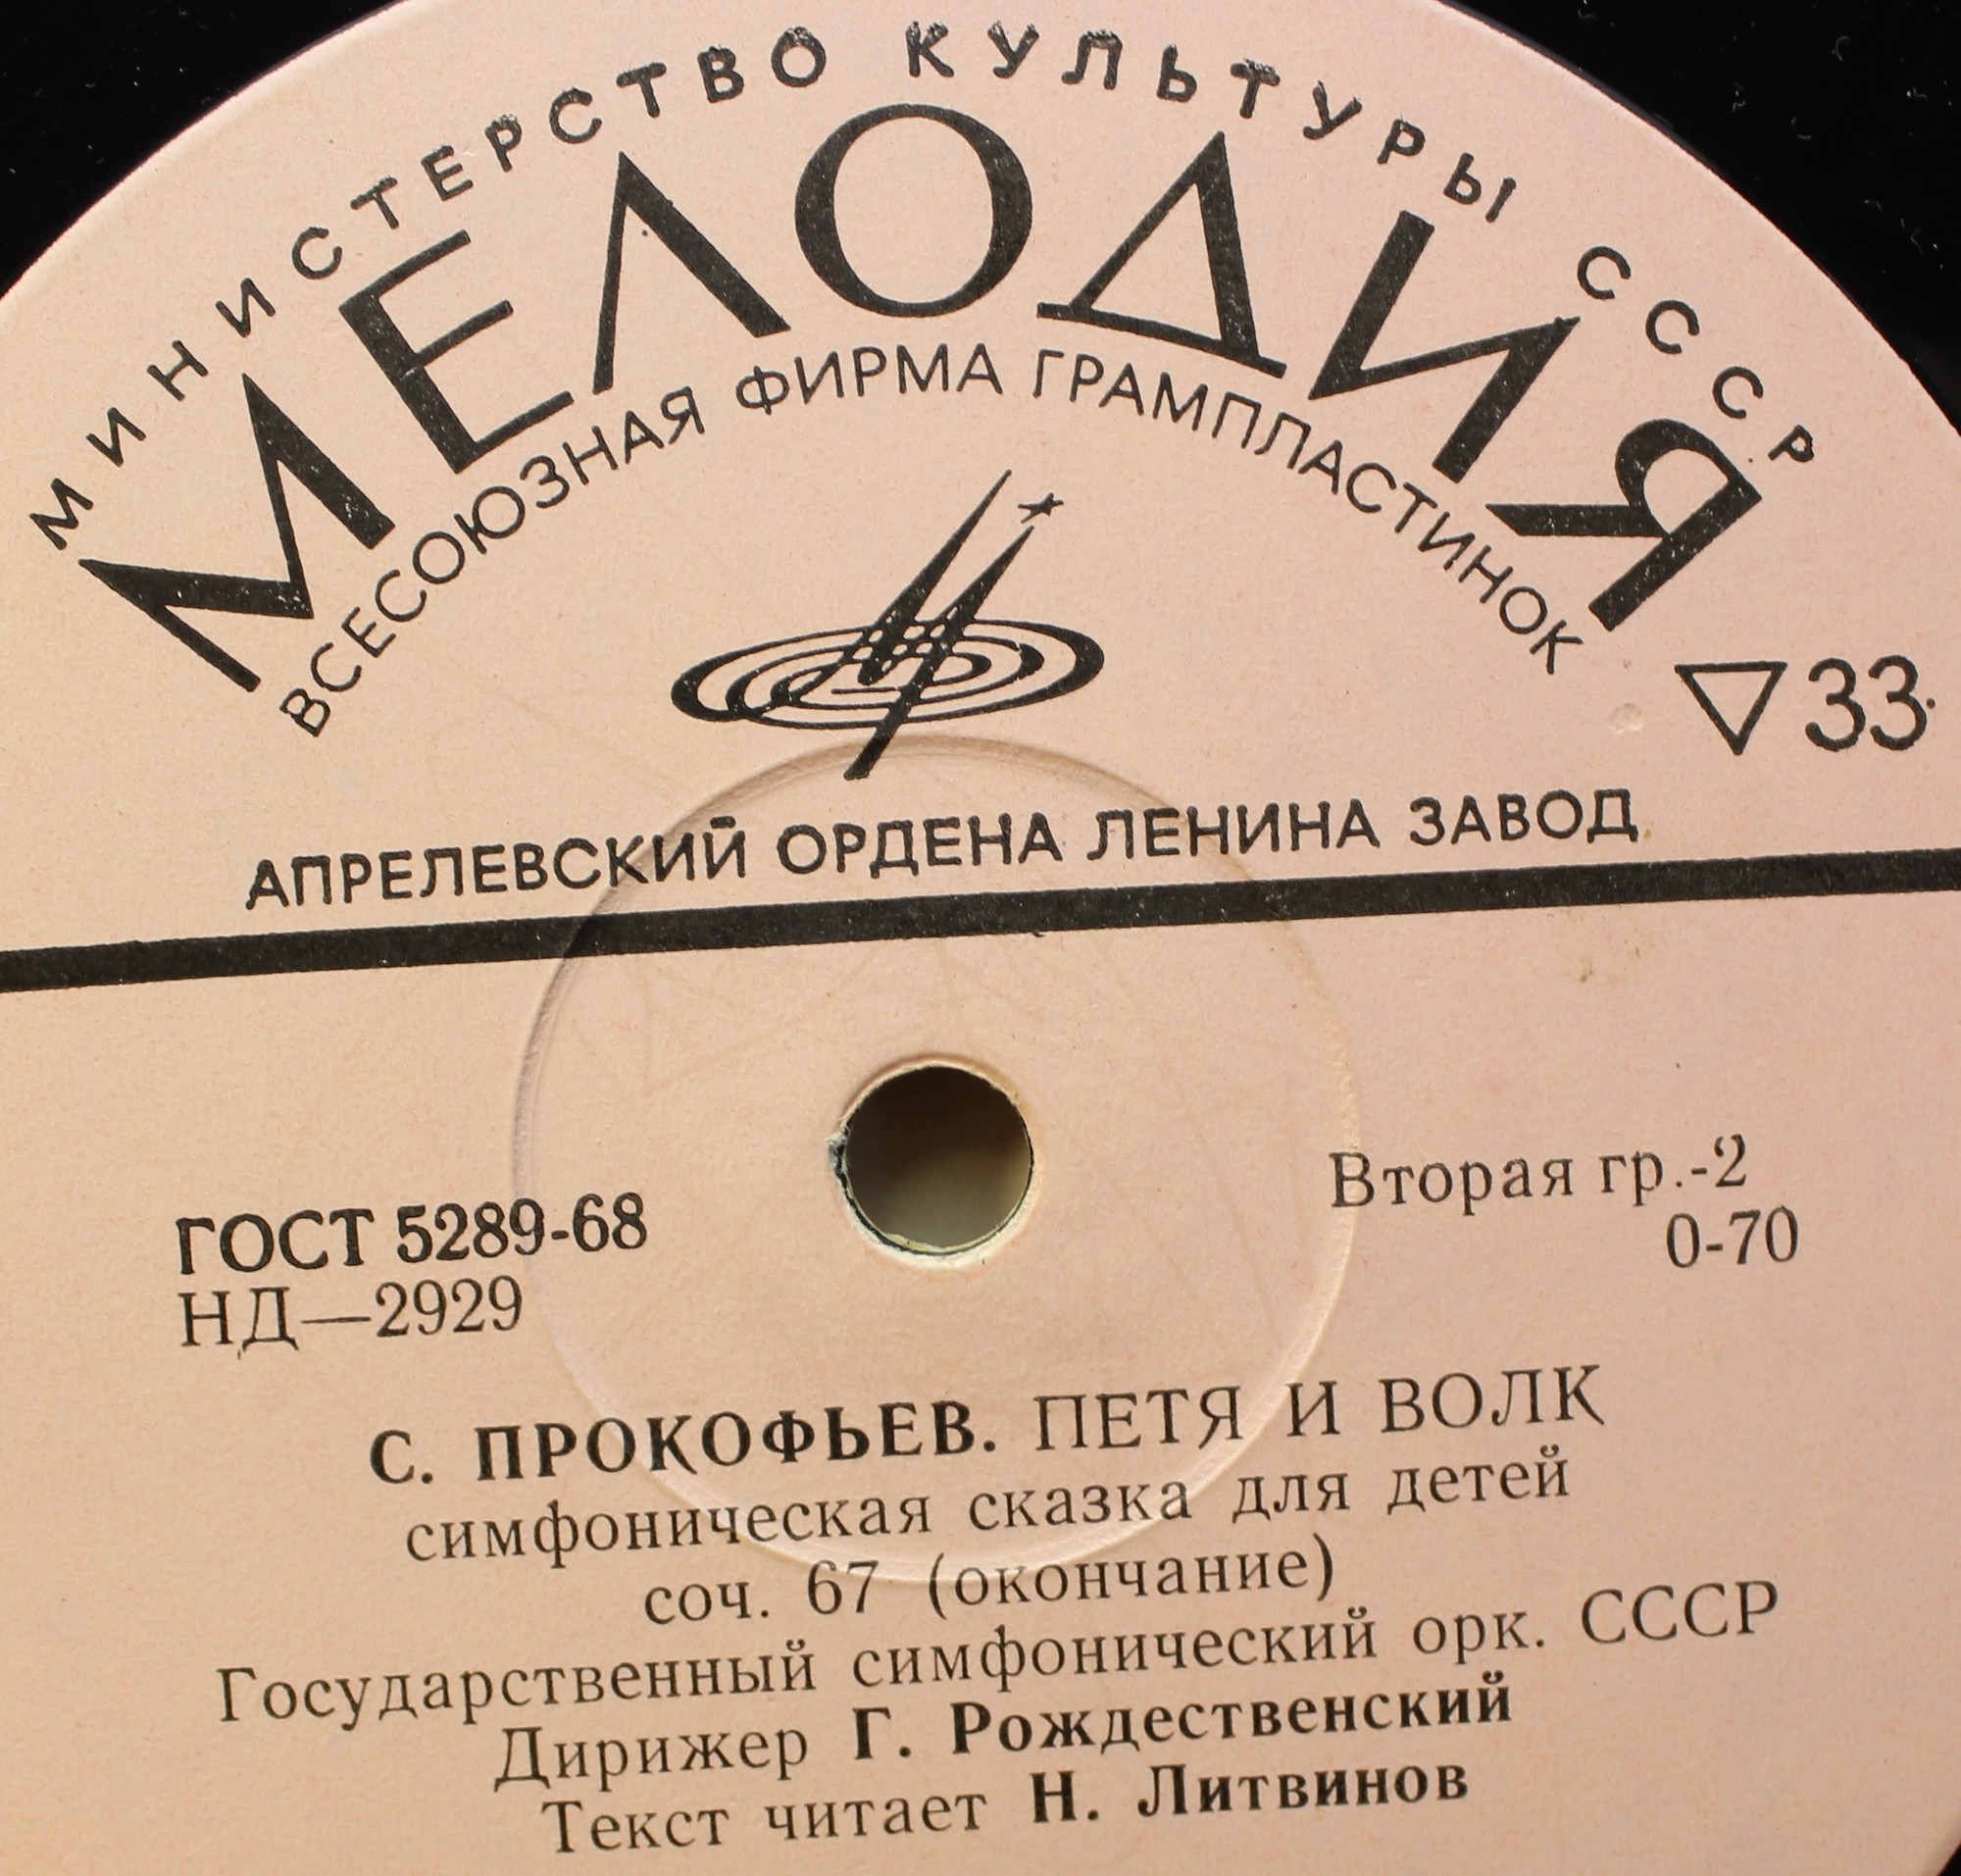 МИНИСТЕРСТВО КУЛЬТУРЫ СССР
МЕЛОДИЯ
ВСЕСОЮЗНАЯ ФИРМА ГРАМПЛАСТИНОК
33
АПРЕЛЕВСКИЙ ОРДЕНА ЛЕНИНА ЗАВОД
Вторая гр.-2
ГОСТ 5289-68
0-70
НД—2929
С. ПРОКОФЬЕВ. ПЕТЯ И ВОЛК
симфоническая сказка для детей
соч. 67 (окончание)
Государственный симфонический орк. СССР
Дирижер Г. Рождественский
Текст читает Н. Литвинов